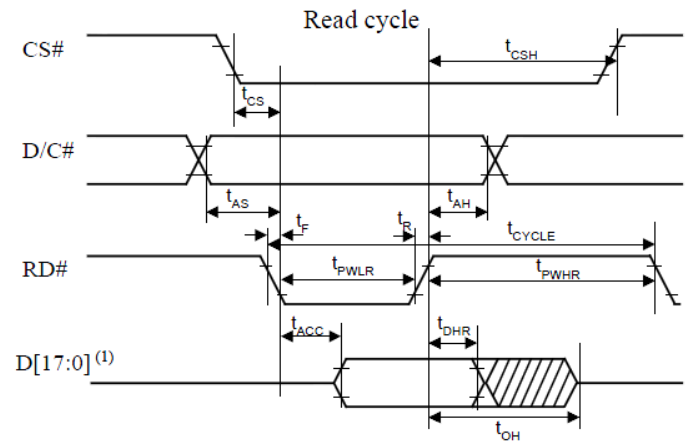 Read cycle
CS#
tCSH
tCS
D/C#
tAS
tF
tR
tAH
tCYCLE
RD#
tPWLR
tPWHR
tACC
tDHR
D[17:0] (1)
tOH